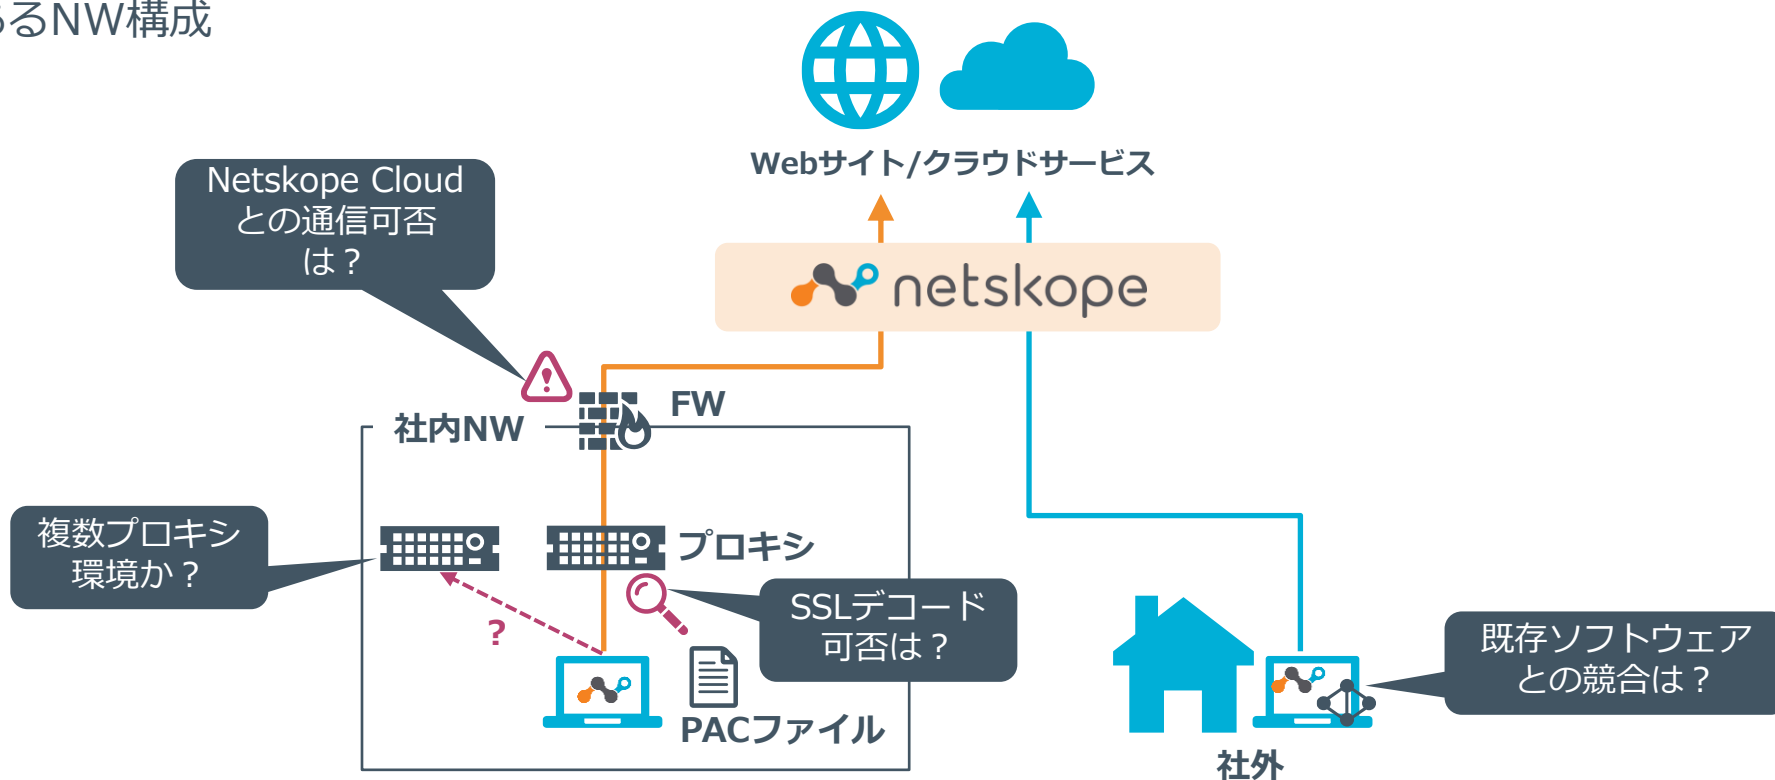 るNW構成
Webサイト/クラウドサービス
Netskope Cloud
との通信可否
は？
netskope
FW
社内NW
複数プロキシ
環境か？
プロキシ
SSLデコード
可否は？
?
PACファイル
既存ソフトウェア
との競合は？
社外